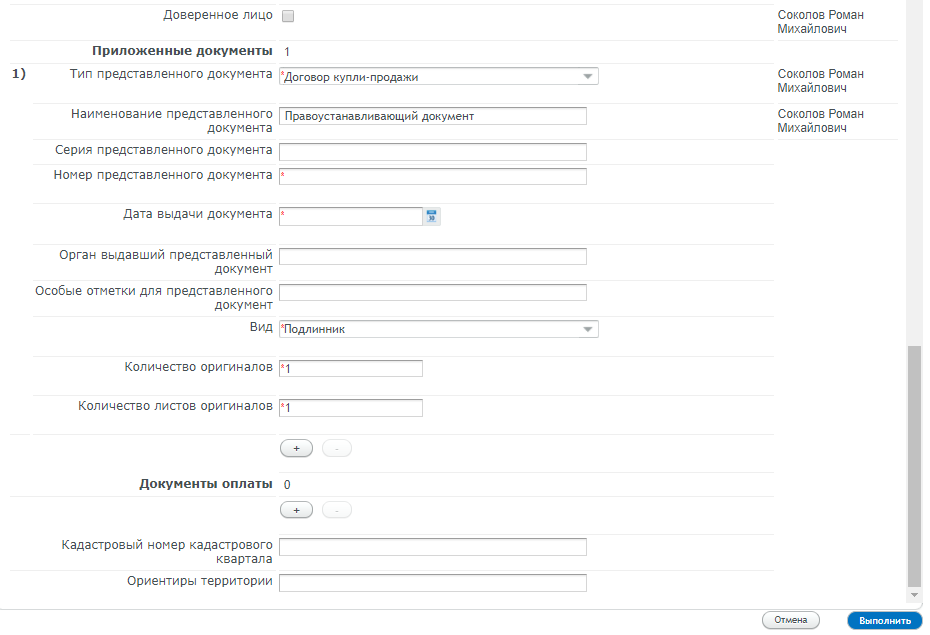 Доверенное лицо
Соколов Роман
Михайлович
Приложенные документы 1
1) Тип представленного документа *Договор купли-продажи
Соколов Роман
Михайлович
Наименование представленного
документа
Правоустанавливающий документ
Соколов Роман
Михайлович
Серия представленного документа
Номер представленного документа *
Дата выдачи документа *
Орган выдавший представленный
документ
Особые отметки для представленного
документ
Вид *Подлинник
Количество оригиналов *1
Количество листов оригиналов *1
+ -
Документы оплаты 0
+ -
Кадастровый номер кадастрового
квартала
Ориентиры территории
Отмена Выполнить